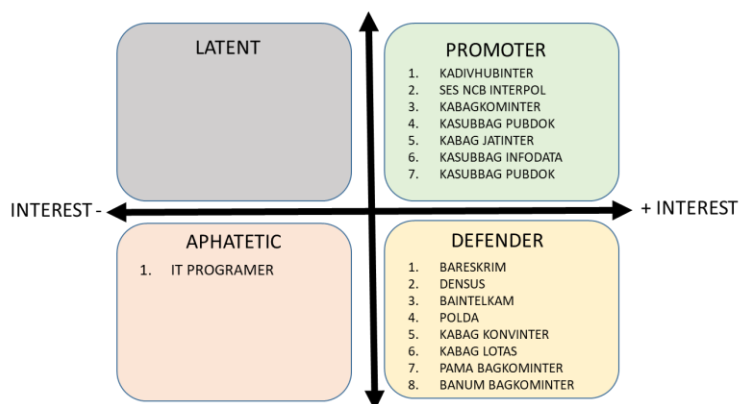 LATENT
PROMOTER
1. KADIVHUBINTER
2. SES NCB INTERPOL
3. KABAGKOMINTER
4. KASUBBAG PUBDOK
5. KABAG JATINTER
6. KASUBBAG INFODATA
7. KASUBBAG PUBDOK
INTEREST -
+ INTEREST
APHATETIC
1. IT PROGRAMER
DEFENDER
1. BARESKRIM
2. DENSUS
3. BAINTELKAM
4. POLDA
5. KABAG KONVINTER
6. KABAG LOTAS
7. PAMA BAGKOMINTER
8. BANUM BAGKOMINTER